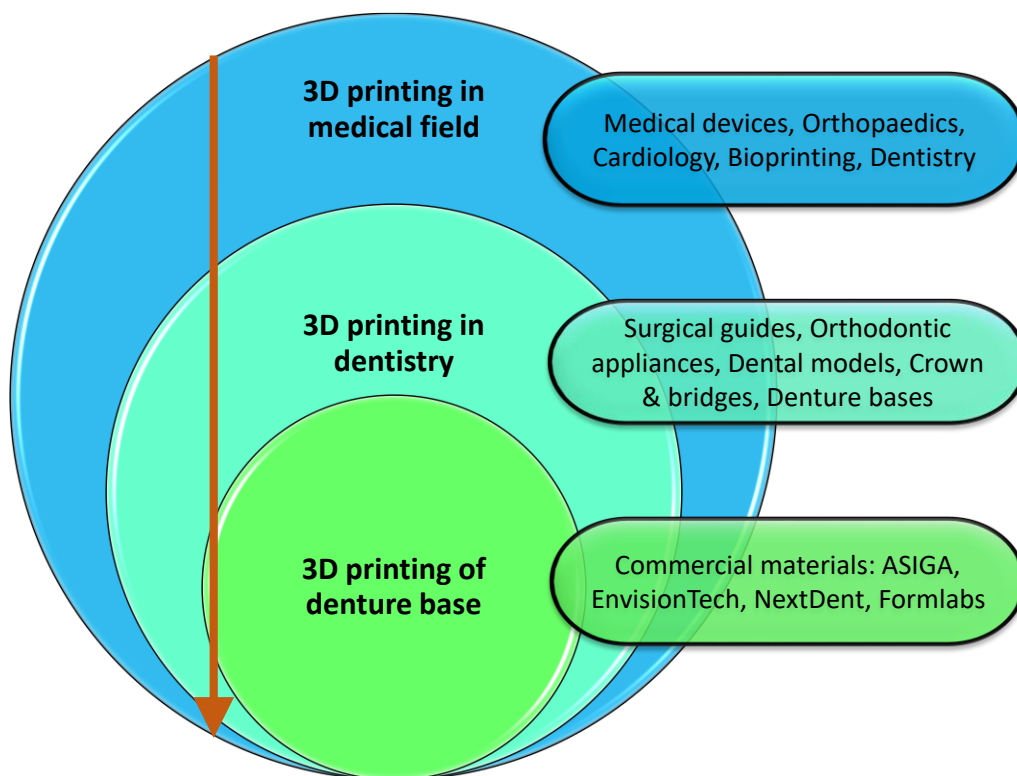 3D printing in
medical field
Medical devices, Orthopaedics,
Cardiology, Bioprinting, Dentistry
3D printing in
dentistry
Surgical guides, Orthodontic
appliances, Dental models, Crown
& bridges, Denture bases
3D printing of
denture base
Commercial materials: ASIGA,
EnvisionTech, NextDent, Formlabs